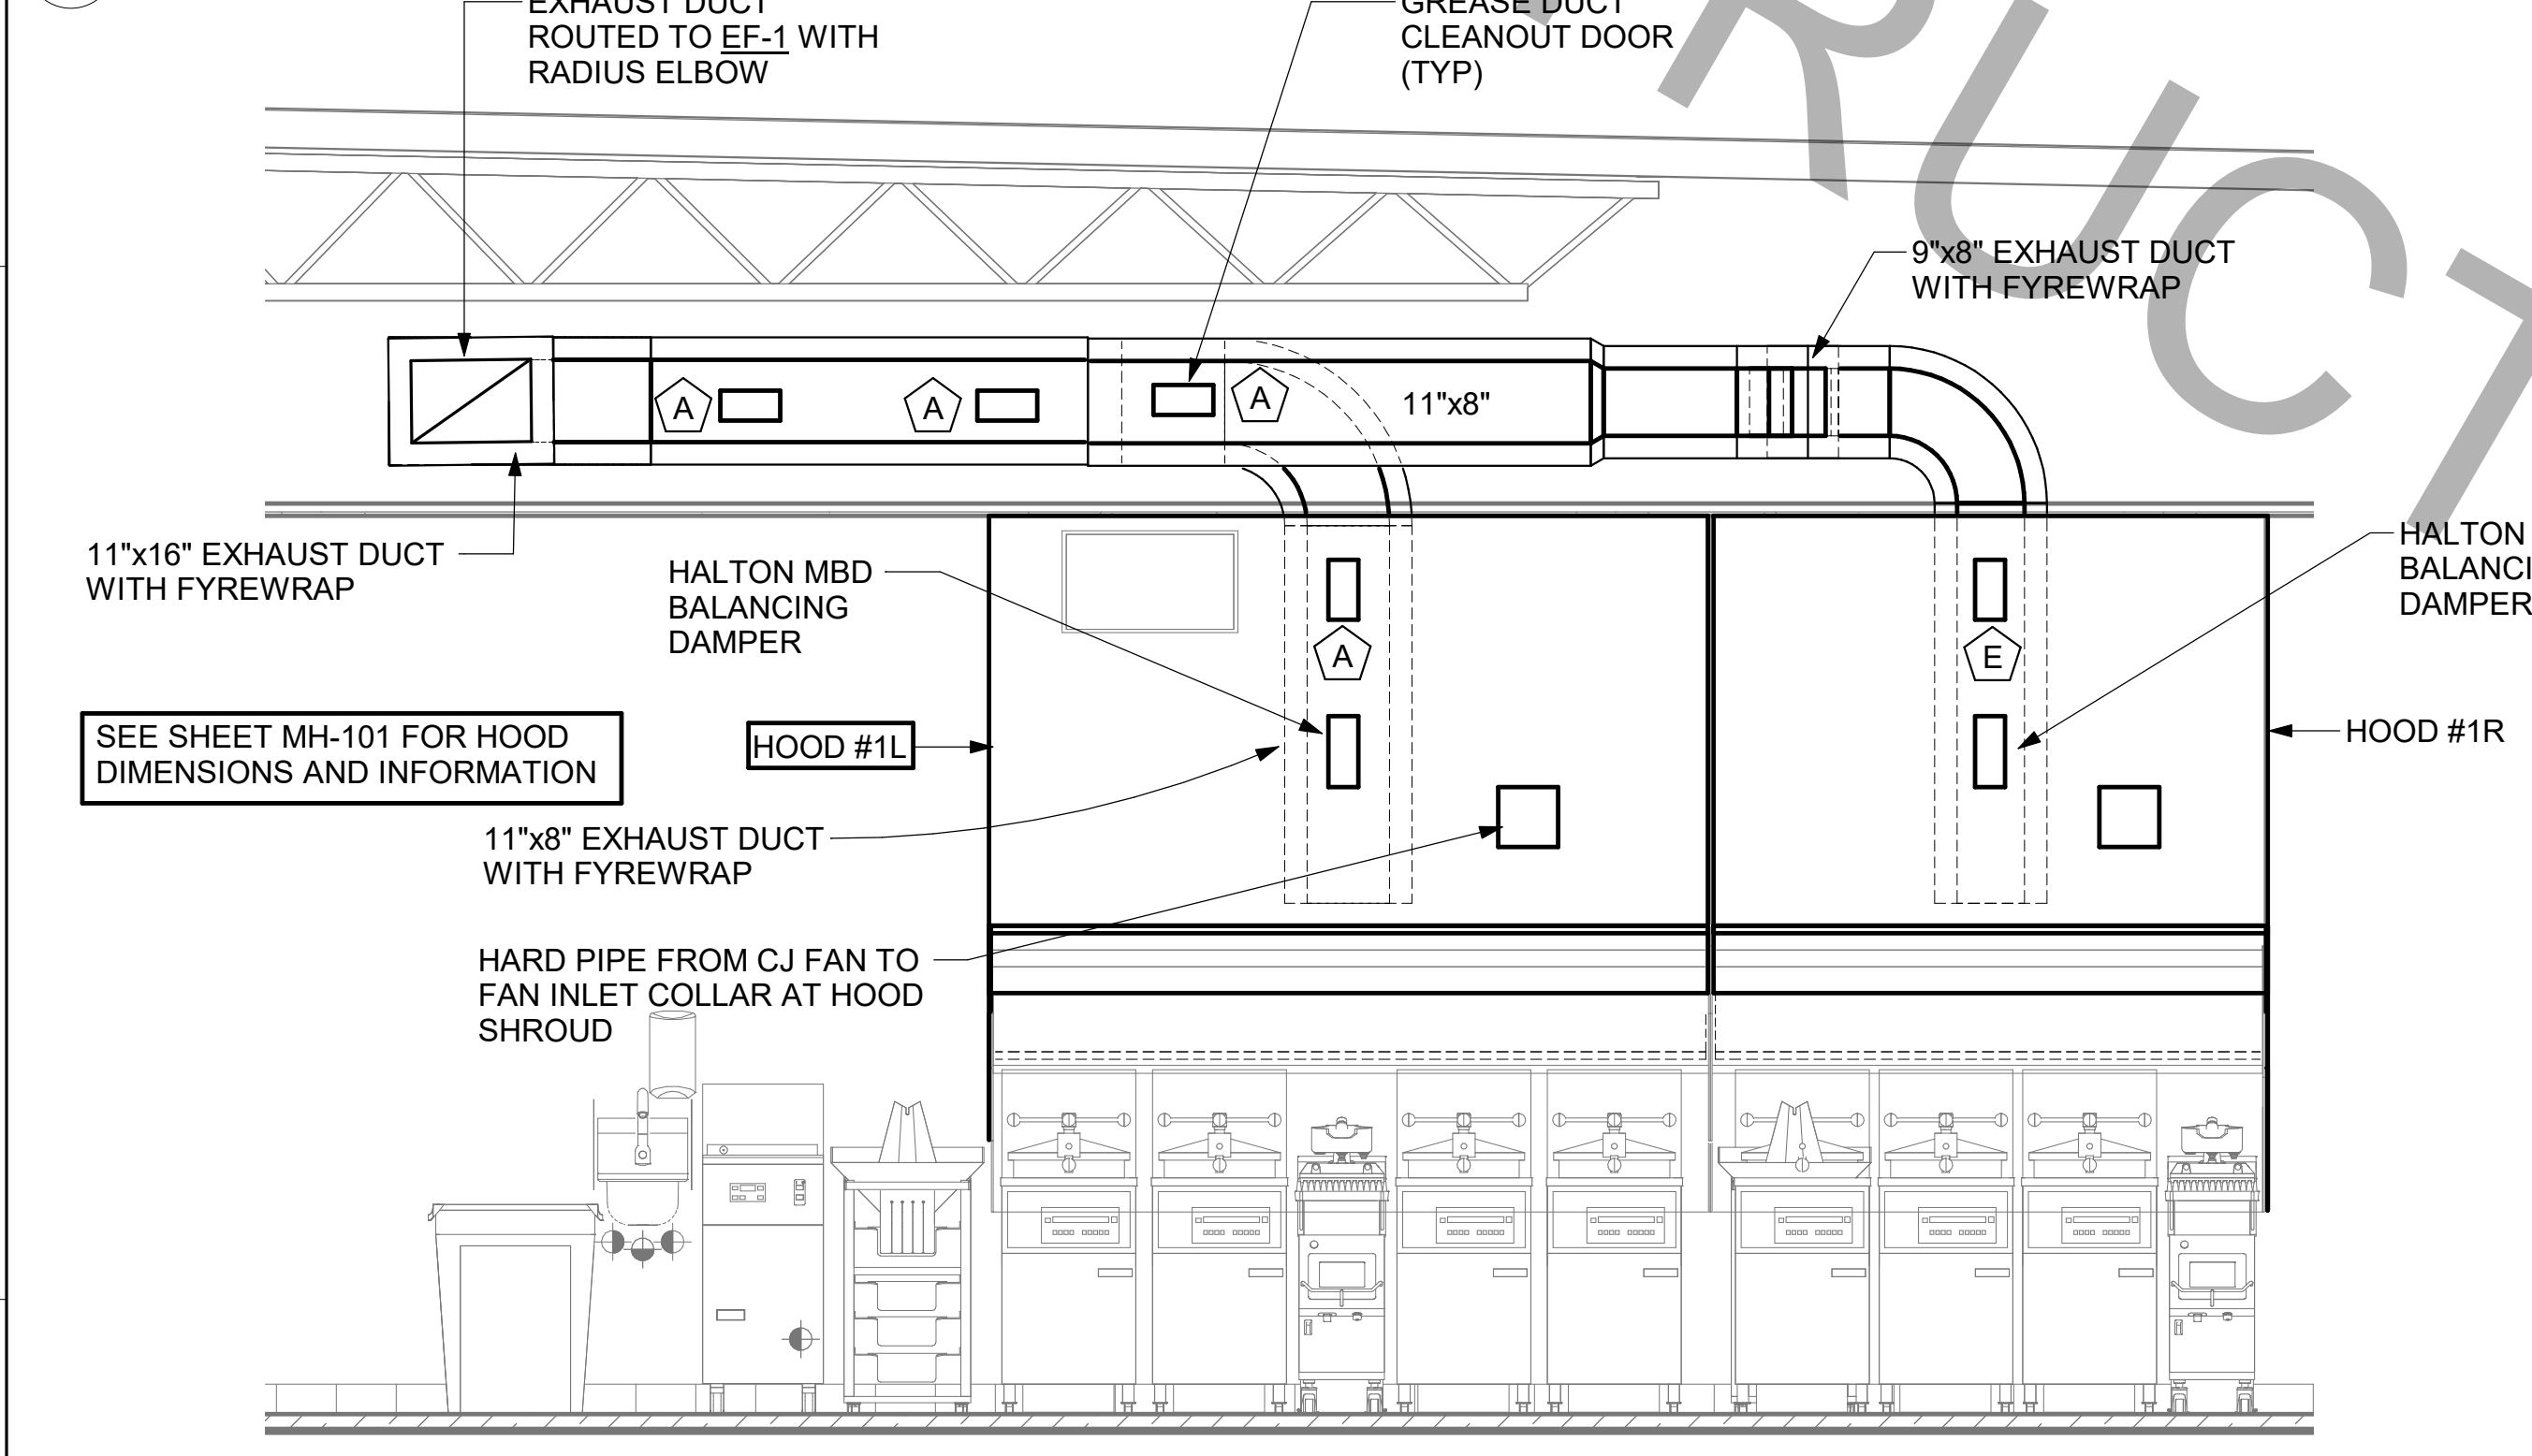 EXHAUST DUCT
ROUTED TO EF-1 WITH
RADIUS ELBOW
GREASE DUCT
CLEANOUT DOOR
(TYP)
9"x8" EXHAUST DUCT
WITH FYREWRAP
A
A
A
11"x8"
11"x16" EXHAUST DUCT
WITH FYREWRAP
HALTON MBD
BALANCING
DAMPER
HALTON
BALANCI
DAMPER
A
E
SEE SHEET MH-101 FOR HOOD
DIMENSIONS AND INFORMATION
HOOD #1L
HOOD #1R
11"x8" EXHAUST DUCT
WITH FYREWRAP
HARD PIPE FROM CJ FAN TO
FAN INLET COLLAR AT HOOD
SHROUD
RUCT